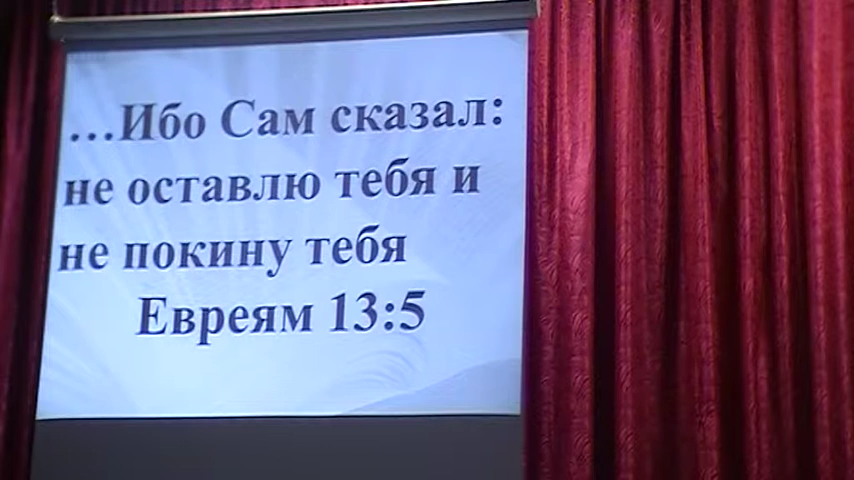 ...Ибо Сам сказал:
не оставлю тебя и
не покину тебя
Евреям 13:5